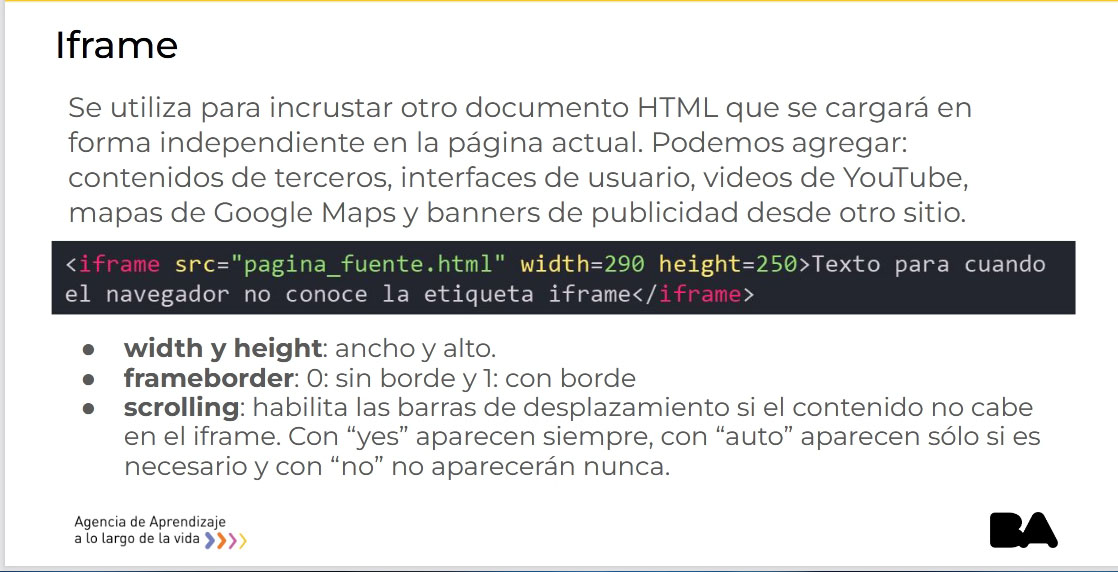 Iframe
Se utiliza para incrustar otro documento HTML que se cargará en
forma independiente en la página actual. Podemos agregar:
contenidos de terceros, interfaces de usuario, videos de YouTube,
mapas de Google Maps y banners de publicidad desde otro sitio.
<iframe src="pagina_fuente.html" width=290 height=250>Texto para cuando
el navegador no conoce la etiqueta iframe</iframe>
● width y height: ancho y alto.
● frameborder: 0: sin borde y 1: con borde
● scrolling: habilita las barras de desplazamiento si el contenido no cabe
en el iframe. Con “yes” aparecen siempre, con “auto” aparecen sólo si es
necesario y con “no” no aparecerán nunca.
Agencia de Aprendizaje
a lo largo de la vida
BA